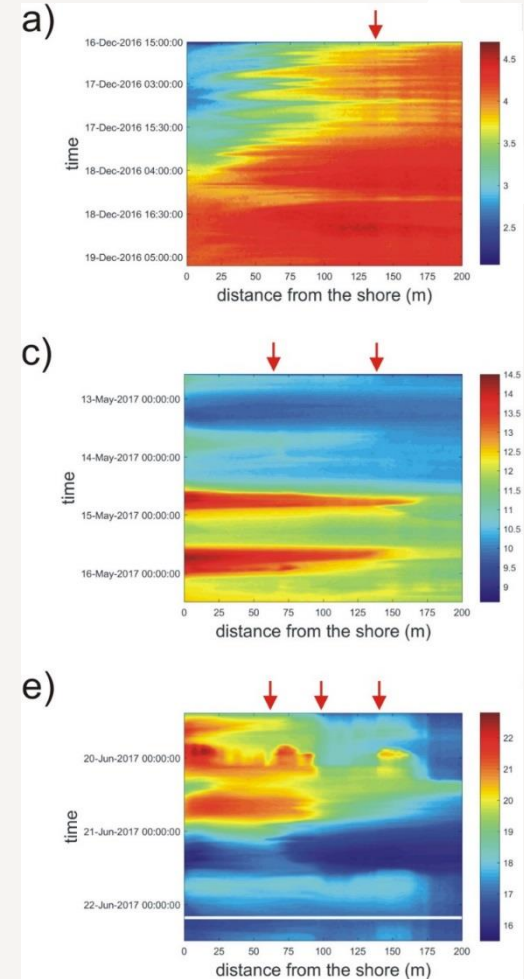 a)
16-Dec-2016 15:00:00
17-Dec-2016 03:00:00
17-Dec-2016 15:30:00
18-Dec-2016 04:00:00
18-Dec-2016 16:30:00
19-Dec-2016 05:00:00
time
0 25 50 75 100 125 150 175 200
distance from the shore (m)
4.5
4
3.5
3
2.5
c)
13-May-2017 00:00:00
14-May-2017 00:00:00
15-May-2017 00:00:00
16-May-2017 00:00:00
time
0 25 50 75 100 125 150 175 200
distance from the shore (m)
14.5
14
13.5
13
12.5
12
11.5
11
10.5
10
9.5
9
e)
20-Jun-2017 00:00:00
21-Jun-2017 00:00:00
22-Jun-2017 00:00:00
time
0 25 50 75 100 125 150 175 200
distance from the shore (m)
22
21
20
19
18
17
16